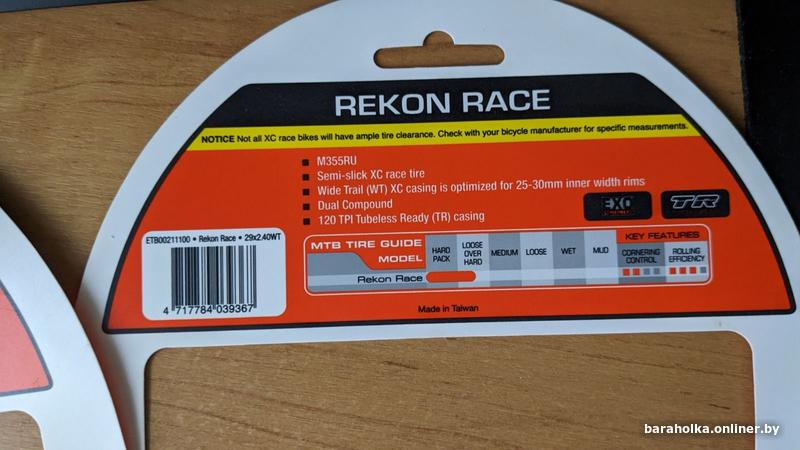 REKON RACE
NOTICE Not all XC race bikes will have ample tire clearance. Check with your bicycle manufacturer for specific measurements.
M355RU
Semi-slick XC race tire
Wide Trail (WT) XC casing is optimized for 25-30mm inner width rims
Dual Compound
120 TPI Tubeless Ready (TR) casing
EXO
TR
ETB00211100 • Rekon Race • 29x2.40WT
4 717784 039367
MTB TIRE GUIDE
MODEL
HARD PACK
LOOSE OVER HARD
MEDIUM
LOOSE
WET
MUD
KEY FEATURES
CORNERING CONTROL
ROLLING EFFICIENCY
Rekon Race
Made in Taiwan
baraholka.onliner.by